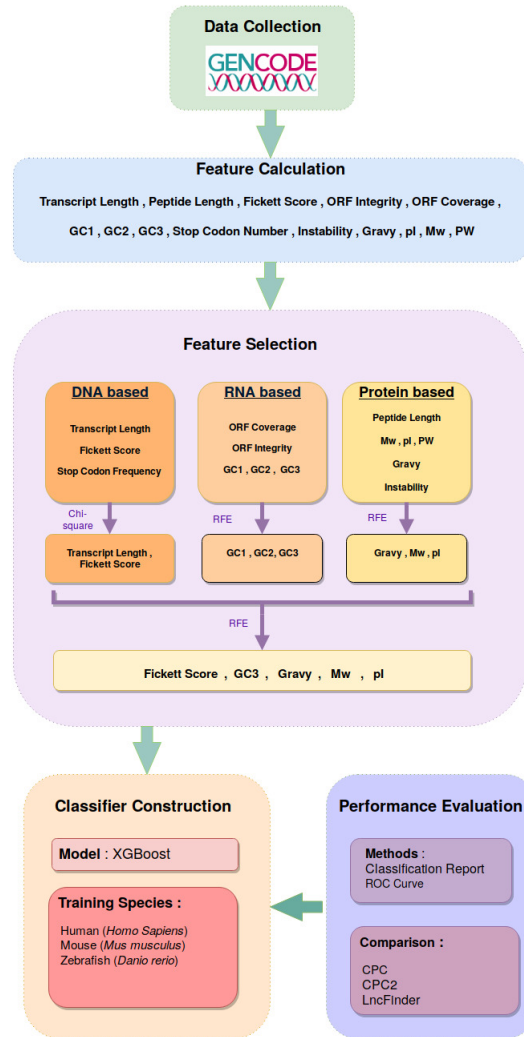 Data Collection
GENCODE
Feature Calculation
Transcript Length , Peptide Length , Fickett Score , ORF Integrity , ORF Coverage ,
GC1 , GC2 , GC3 , Stop Codon Number , Instability , Gravy , pI , Mw , PW
Feature Selection
DNA based
Transcript Length
Fickett Score
Stop Codon Frequency
RNA based
ORF Coverage
ORF Integrity
GC1 , GC2 , GC3
Protein based
Peptide Length
Mw , pI , PW
Gravy
Instability
Chi-
square
RFE
RFE
Transcript Length ,
Fickett Score
GC1 , GC2, GC3
Gravy , Mw , pI
RFE
Fickett Score , GC3 , Gravy , Mw , pI
Classifier Construction
Model : XGBoost
Training Species :
Human (Homo Sapiens)
Mouse (Mus musculus)
Zebrafish (Danio rerio)
Performance Evaluation
Methods :
Classification Report
ROC Curve
Comparison :
CPC
CPC2
LncFinder